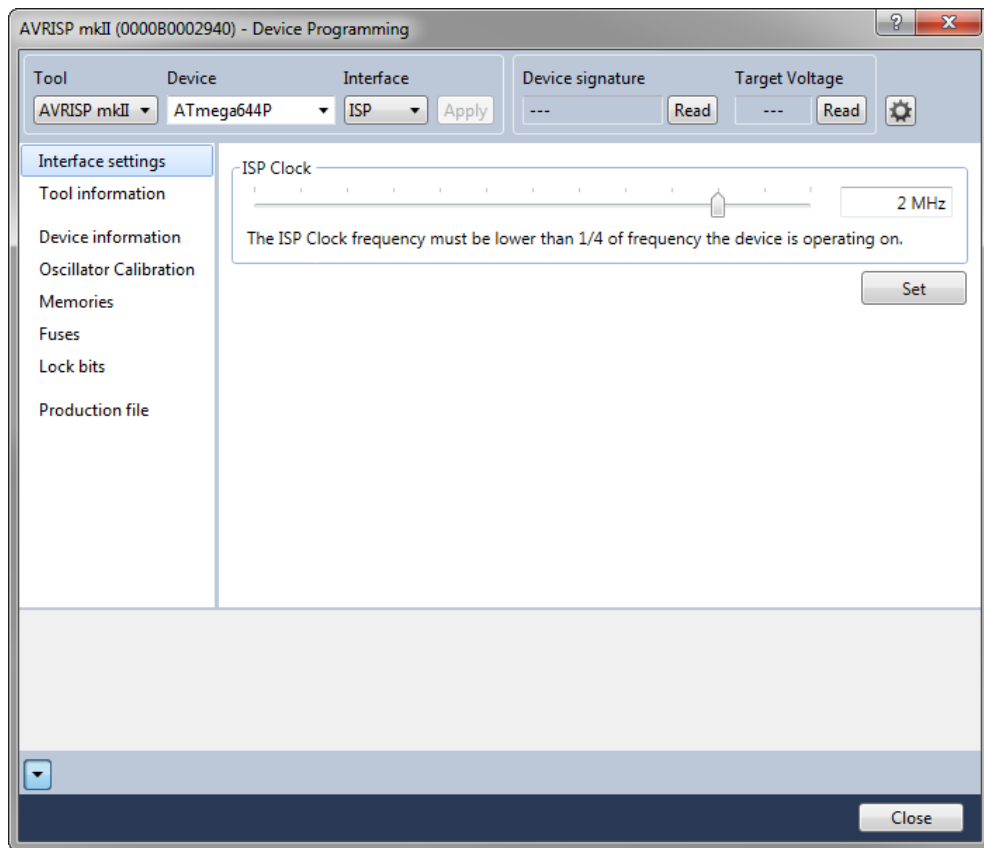 AVRISP mkII (0000B0002940) - Device Programming
?
X
Tool Device Interface Device signature Target Voltage
AVRISP mkII ATmega644P ISP Apply --- Read --- Read
Interface settings
Tool information
Device information
Oscillator Calibration
Memories
Fuses
Lock bits
Production file
ISP Clock
2 MHz
The ISP Clock frequency must be lower than 1/4 of frequency the device is operating on.
Set
Close